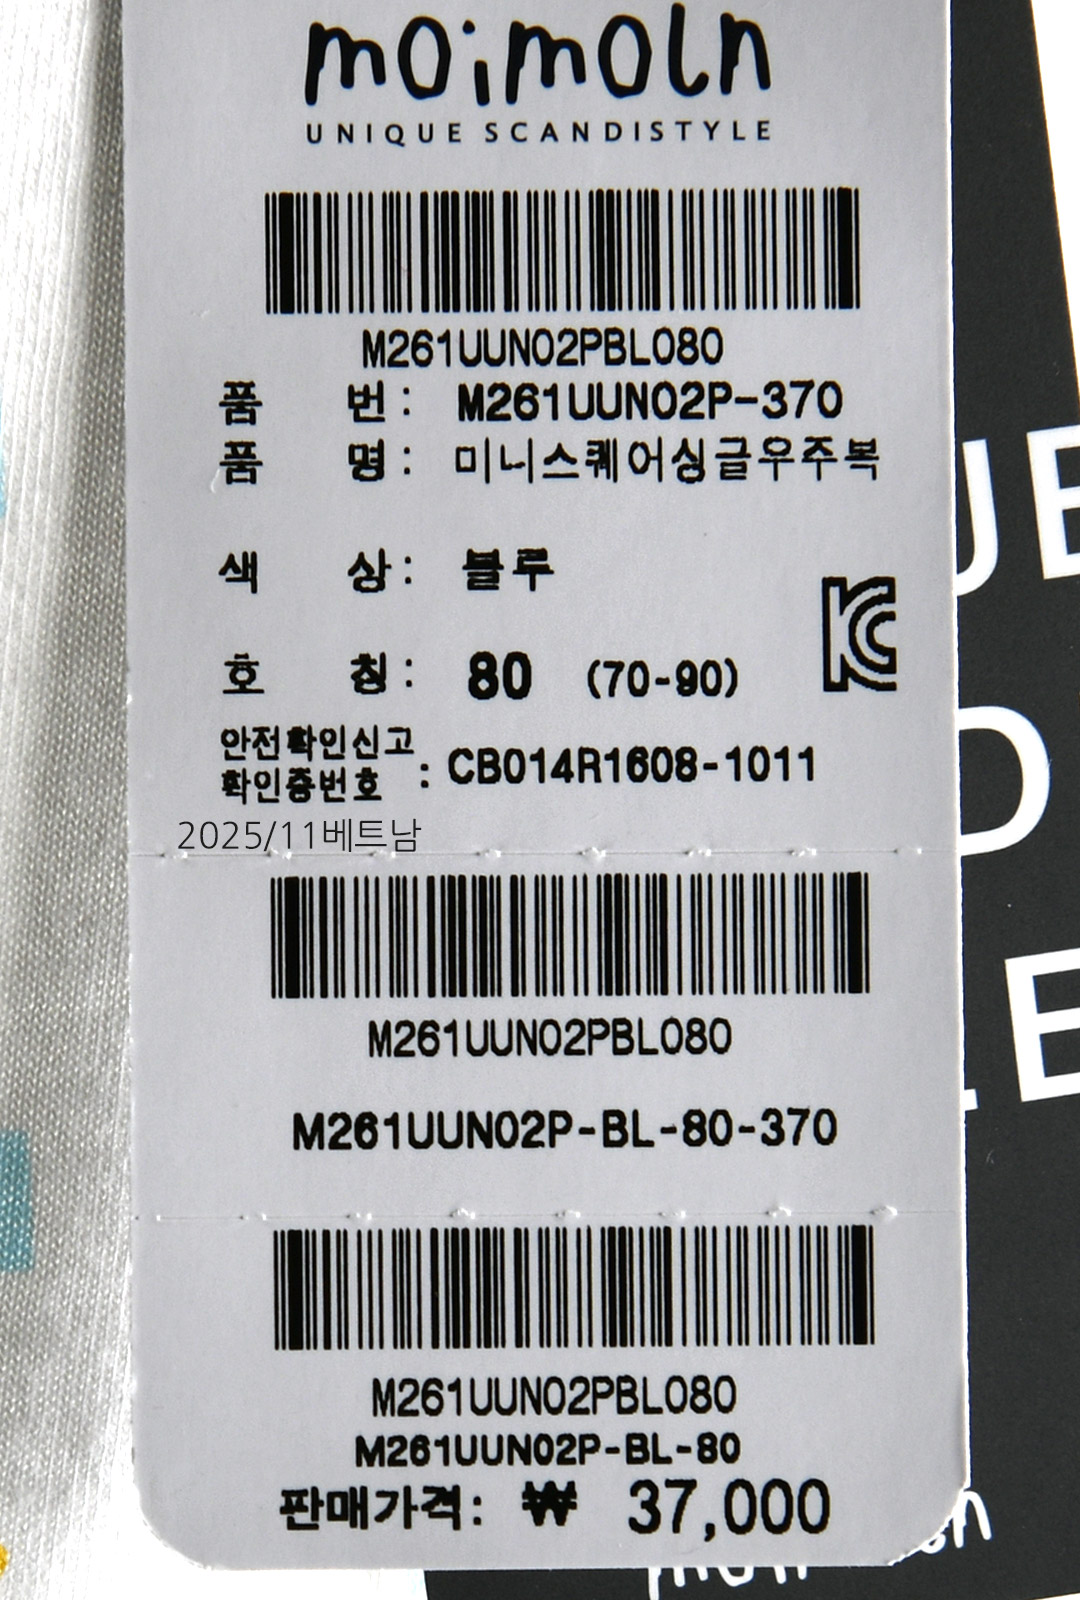 moimoln
UNIQUE SCANDISTYLE
M261UUN02PBL080
품 번 : M261UUN02P-370
품 명 : 미니스퀘어싱글우주복
색 상 : 블루
호 칭 : 80 (70-90)
안전확인신고
확인증번호 : CB014R1608-1011
2025/11베트남
M261UUN02PBL080
M261UUN02P-BL-80-370
M261UUN02PBL080
M261UUN02P-BL-80
판매가격: ₩ 37,000